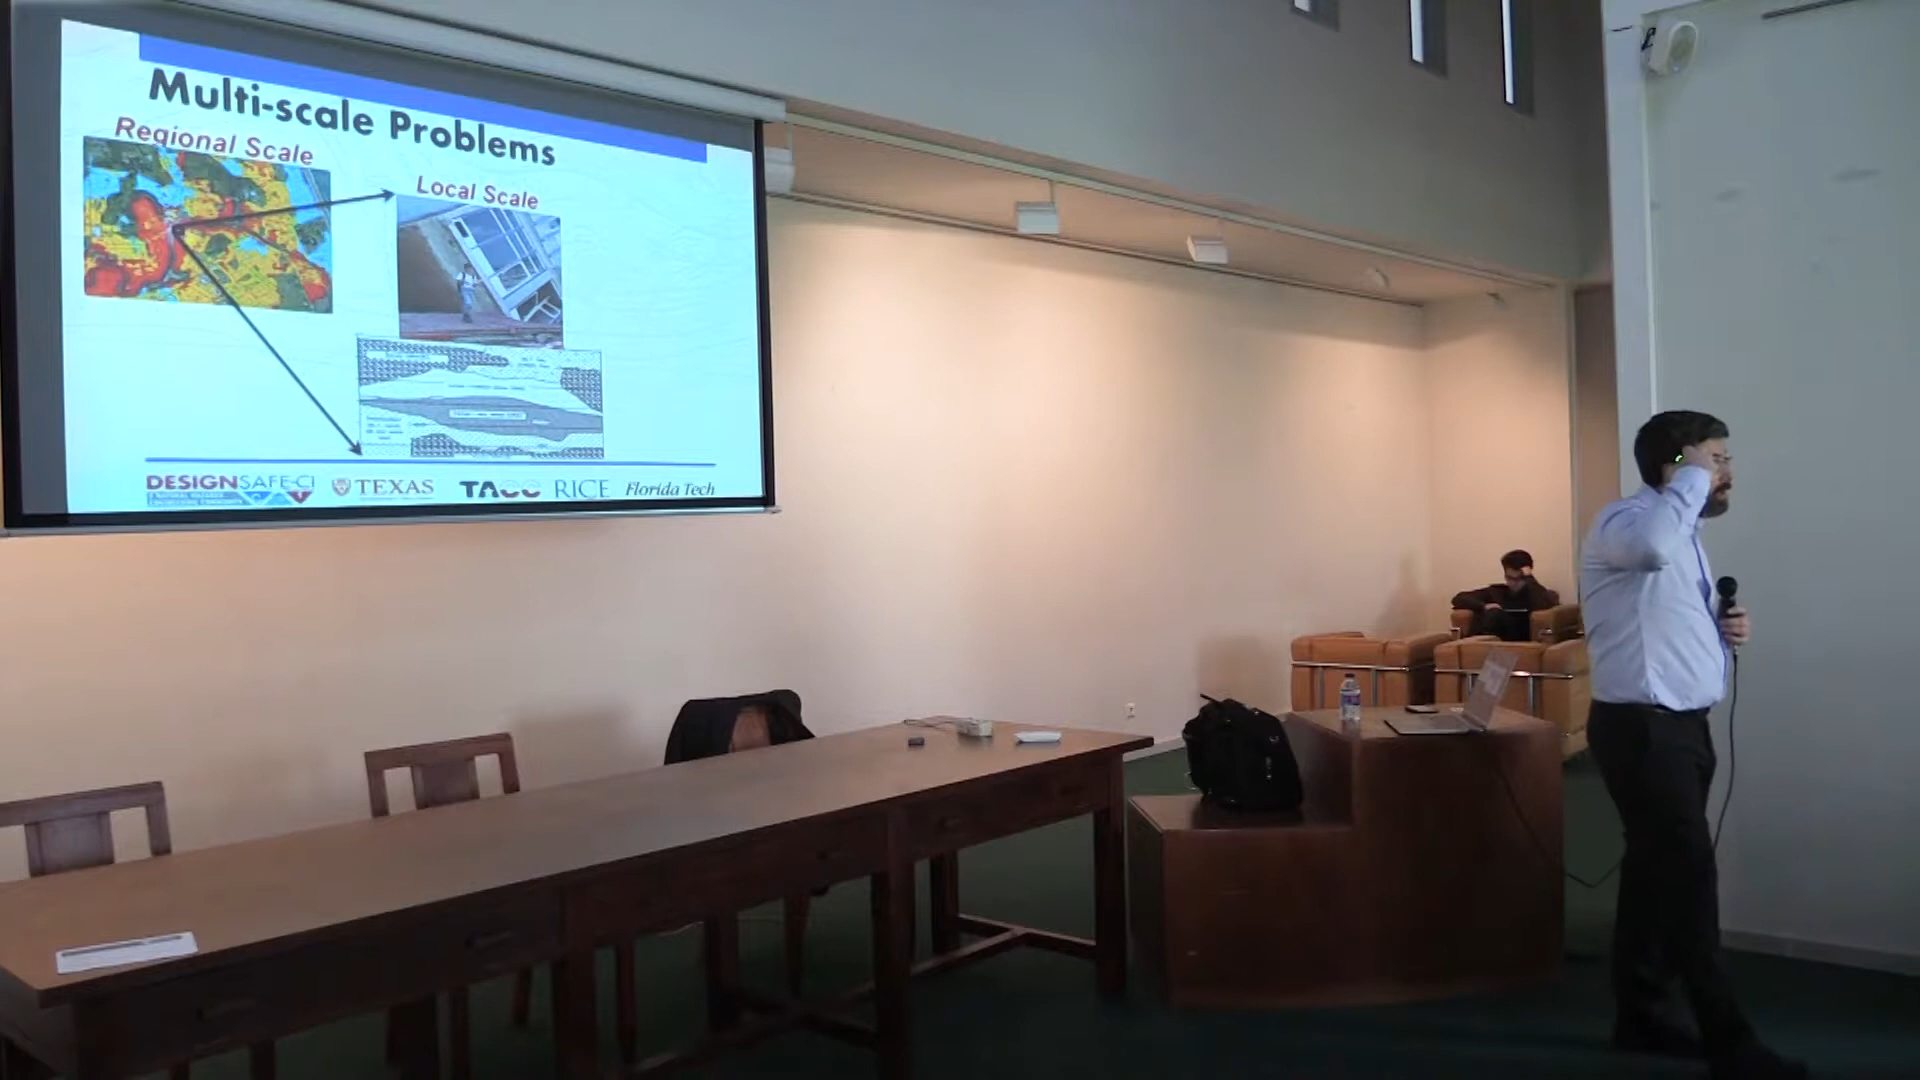 Multi-scale Problems
Regional Scale
Local Scale
DESIGNSAFE-CI
TEXAS
TACC
RICE
Florida Tech